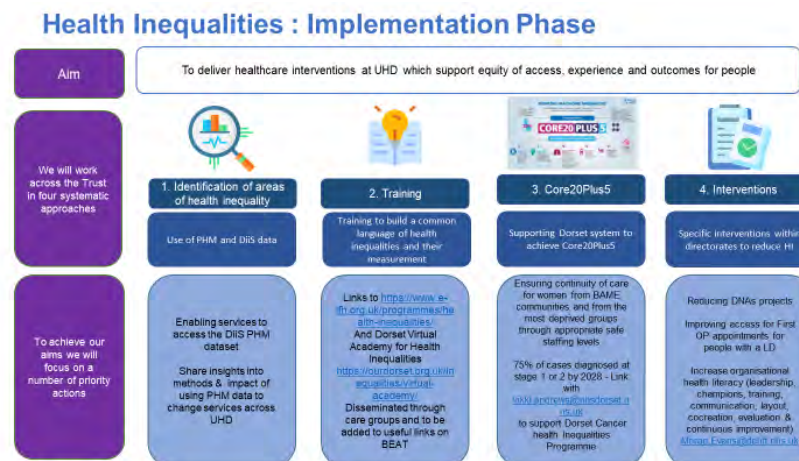 Health Inequalities : Implementation Phase
Aim
To deliver healthcare interventions at UHD which support equity of access, experience and outcomes for people
We will work
across the Trust
in four systematic
approaches
CORE20 PLUS 5
1. Identification of areas
of health inequality
2. Training
3. Core20Plus5
4. Interventions
Use of PHM and DiiS data
Training to build a common
language of health
inequalities and their
measurement
Supporting Dorset system to
achieve Core20Plus5
Specific interventions within
directorates to reduce HI
To achieve our
aims we will
focus on a
number of priority
actions
Enabling services to
access the DiiS PHM
dataset
Share insights into
methods & impact of
using PHM data to
change services across
UHD
Links to https://www.e-
lfh.org.uk/programmes/he
alth-inequalities/
And Dorset Virtual
Academy for Health
Inequalities
https://ourdorset.org.uk/in
equalities/virtual-
academy/
Disseminated through
care groups and to be
added to useful links on
BEAT
Ensuring continuity of care
for women from BAME
communities and from the
most deprived groups
through appropriate safe
staffing levels
75% of cases diagnosed at
stage 1 or 2 by 2028 - Link
with
to support Dorset Cancer
health Inequalities
Programme
Reducing DNAs projects
Improving access for First
OP appointments for
people with a LD
Increase organisational
health literacy (leadership,
champions, training,
communication, layout,
cocreation, evaluation &
continuous improvement)